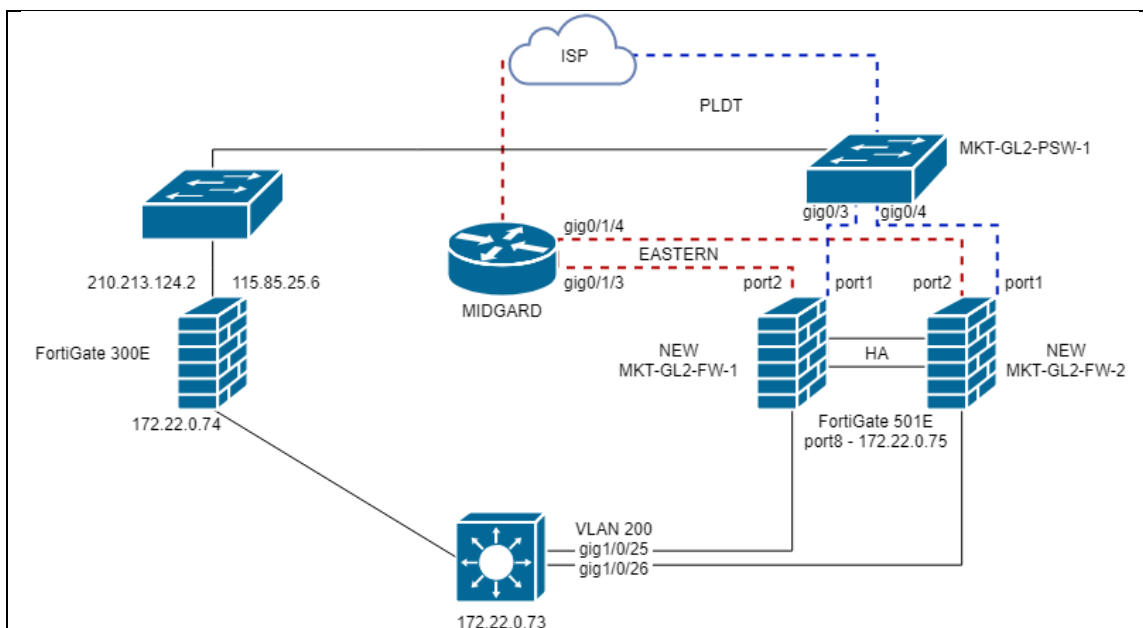 ISP
PLDT
MKT-GL2-PSW-1
gig0/3
gig0/4
gig0/1/4
EASTERN
gig0/1/3
MIDGARD
210.213.124.2
115.85.25.6
port2
port1
port2
port1
FortiGate 300E
NEW
MKT-GL2-FW-1
HA
NEW
MKT-GL2-FW-2
172.22.0.74
FortiGate 501E
port8 - 172.22.0.75
VLAN 200
gig1/0/25
gig1/0/26
172.22.0.73